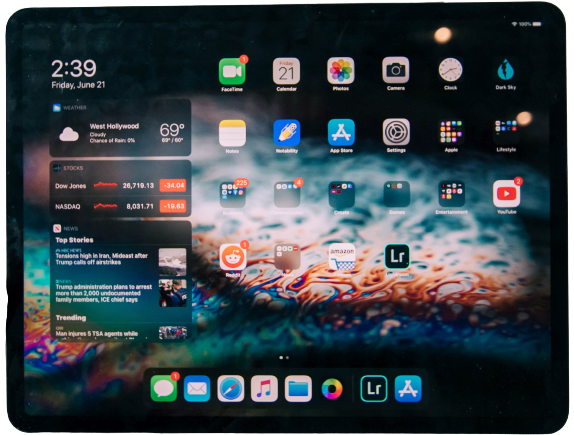 100%
2:39
Friday, June 21
WEATHER
West Hollywood
Cloudy
Chance of Rain: 0%
69°
69° / 60°
STOCKS
Dow Jones 26,719.13 -34.04
NASDAQ 8,031.71 -19.63
NEWS
Top Stories
NBC NEWS
Tensions high in Iran, Mideast after
Trump calls off airstrikes
Trump administration plans to arrest
more than 2,000 undocumented
family members, ICE chief says
Trending
Man injures 5 TSA agents while
1
Friday
21
FaceTime Calendar Photos Camera Clock Dark Sky
Notes Notability App Store Settings Apple Lifestyle
225 4 2
Create Games Entertainment YouTube
1
amazon
Lr
Reddit
1
Lr